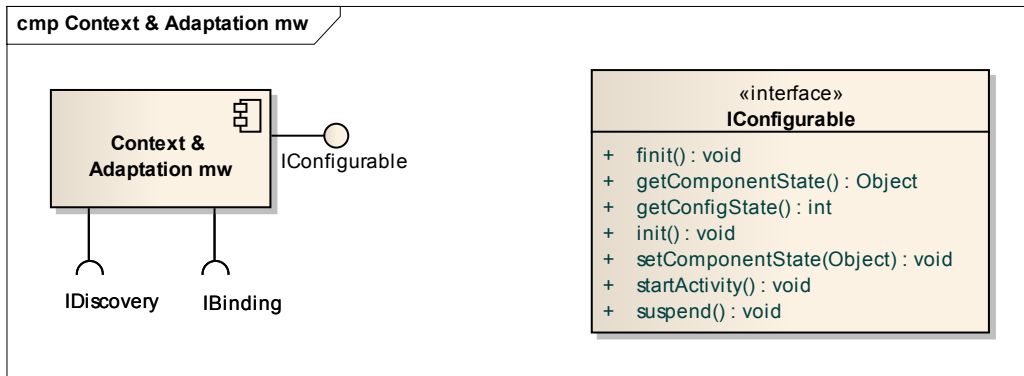 cmp Context & Adaptation mw
Context &
Adaptation mw
IConfigurable
IDiscovery
IBinding
«interface»
IConfigurable
+ finit() : void
+ getComponentState() : Object
+ getConfigState() : int
+ init() : void
+ setComponentState(Object) : void
+ startActivity() : void
+ suspend() : void